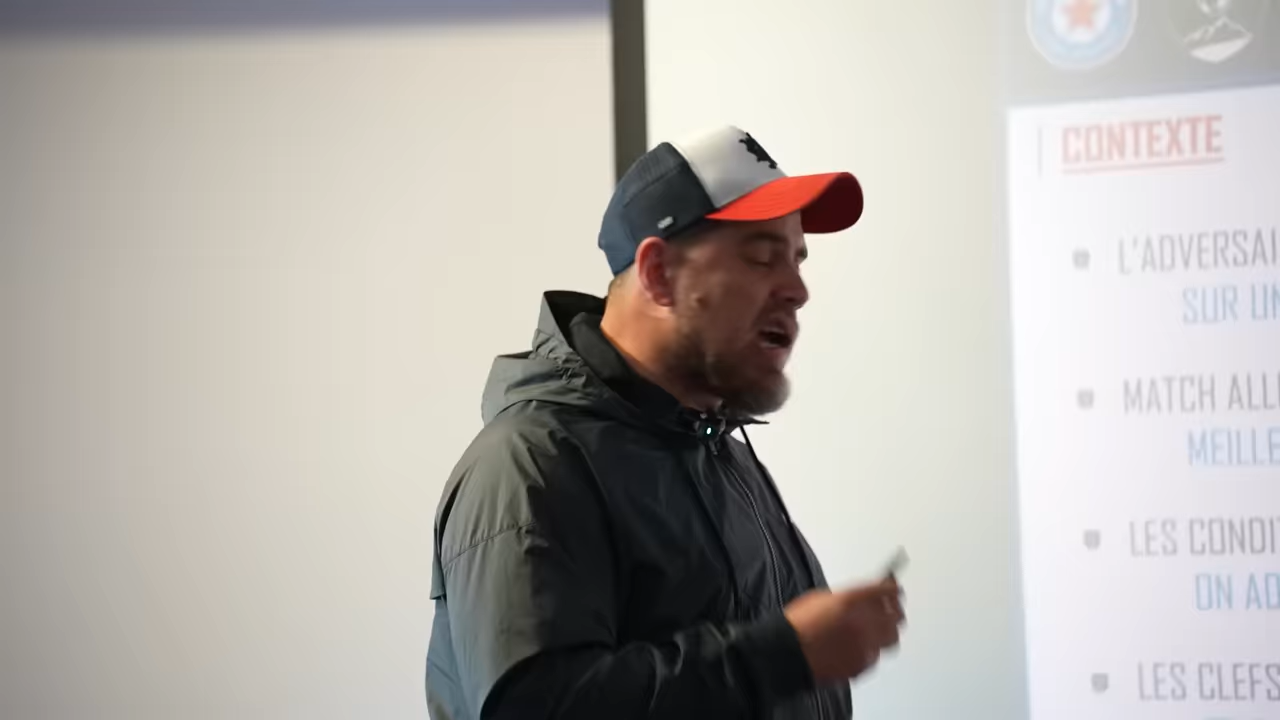 CONTEXTE
L'ADVERSAI
SUR UN
MATCH ALL
MEILLE
LES CONDIT
ON AD
LES CLEFS